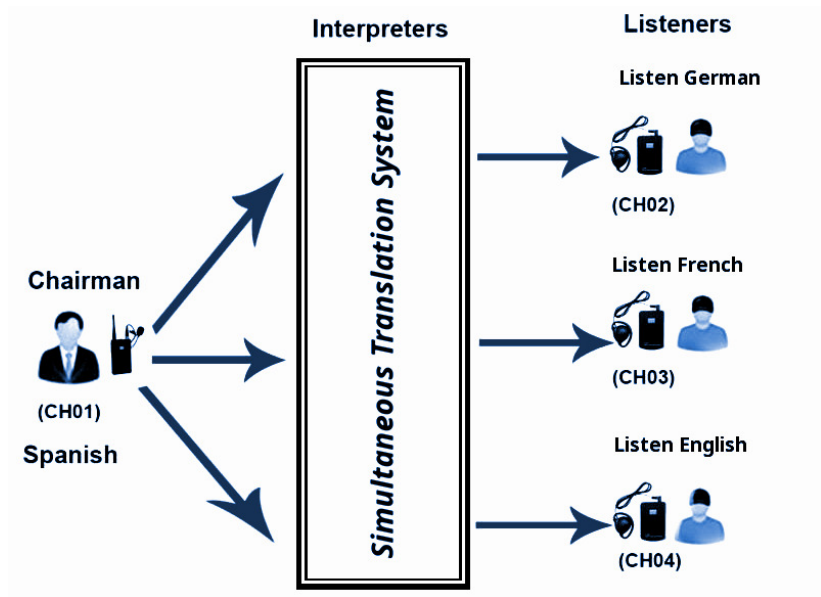 Interpreters
Listeners
Simultaneous Translation System
Chairman
(CH01)
Spanish
Listen German
(CH02)
Listen French
(CH03)
Listen English
(CH04)